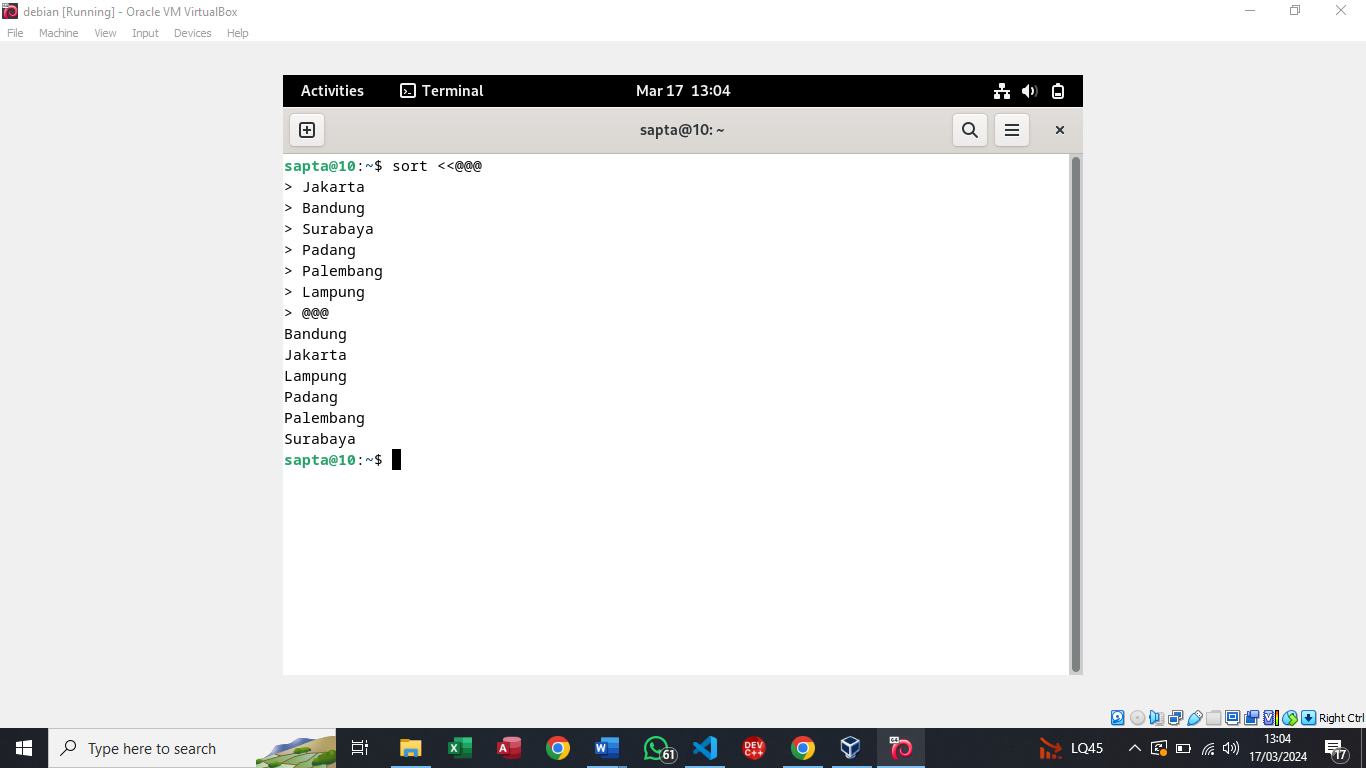 debian [Running] - Oracle VM VirtualBox
File Machine View Input Devices Help
Activities Terminal Mar 17 13:04
sapta@10: ~
sapta@10:~$ sort <<@@@
> Jakarta
> Bandung
> Surabaya
> Padang
> Palembang
> Lampung
> @@@
Bandung
Jakarta
Lampung
Padang
Palembang
Surabaya
sapta@10:~$
Right Ctrl
Type here to search
61
DEV C++
64
LQ45
13:04
17/03/2024
17